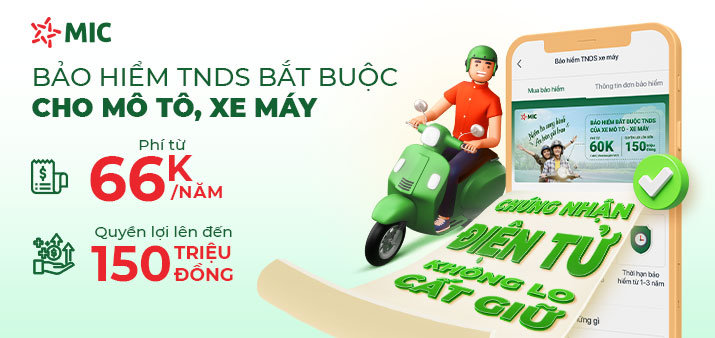 MIC
BẢO HIỂM TNDS BẮT BUỘC
CHO MÔ TÔ, XE MÁY
Phí từ
66K
/NĂM
Quyền lợi lên đến
150 TRIỆU
ĐỒNG
Bảo hiểm TNDS xe máy
Mua bảo hiểm
Thông tin đơn bảo hiểm
MIC
BẢO HIỂM BẮT BUỘC TNDS
CỦA XE MÔ TÔ - XE MÁY
60K
150 triệu
đồng
CHỨNG NHẬN
ĐIỆN TỬ
KHÔNG LO
CẤT GIỮ
Thời hạn bảo
hiểm từ 1-3 năm